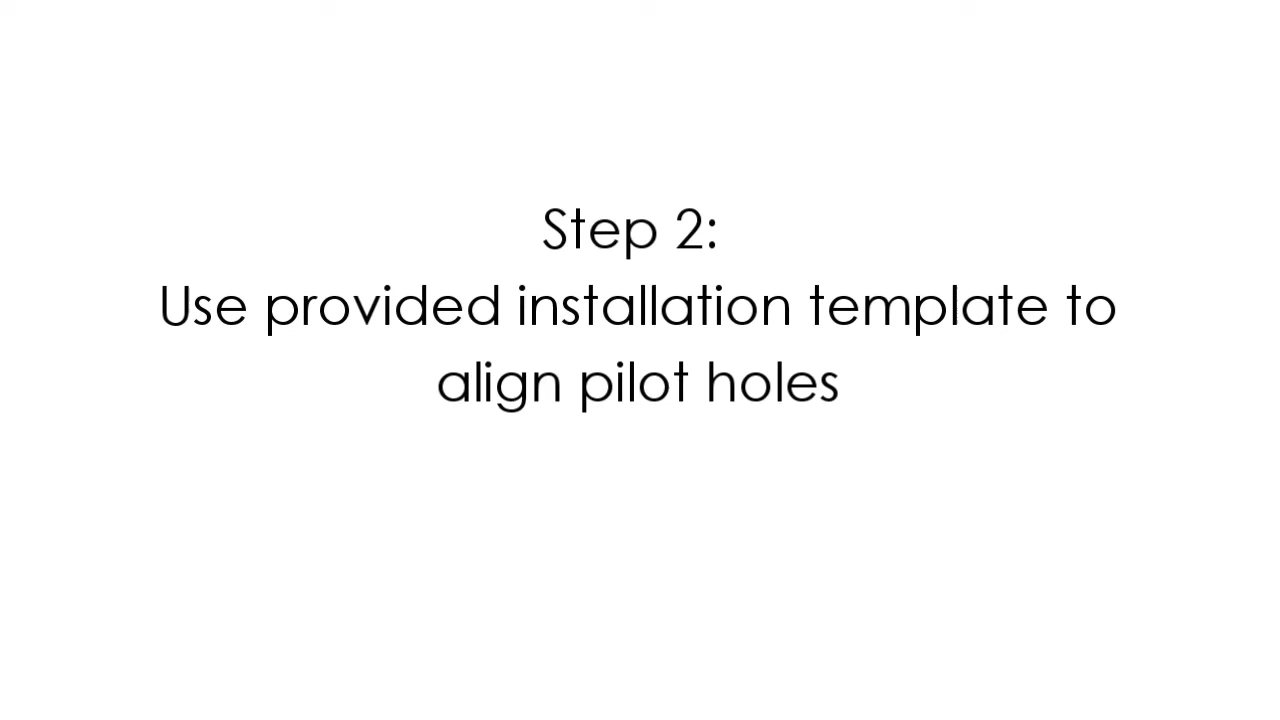 Step 2:
Use provided installation template to
align pilot holes